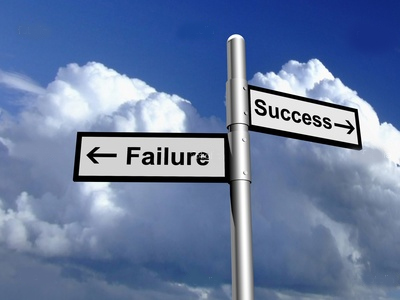 ← Failure
Success →